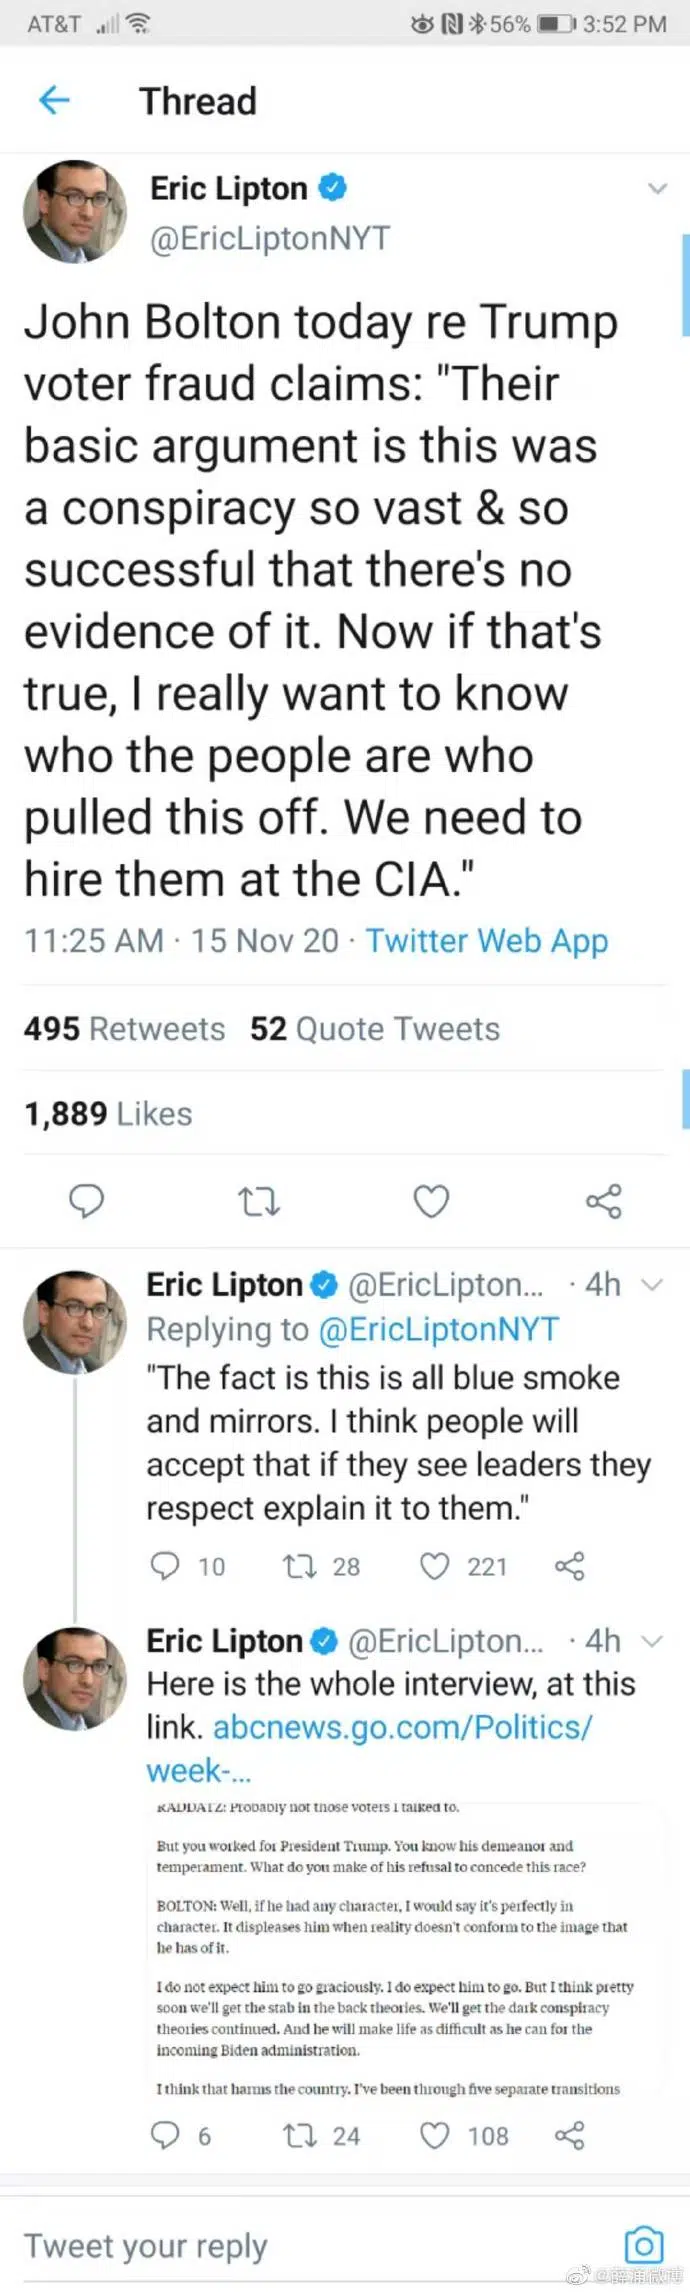 AT&T 56% 3:52 PM
Thread
Eric Lipton
@EricLiptonNYT
John Bolton today re Trump
voter fraud claims: "Their
basic argument is this was
a conspiracy so vast & so
successful that there's no
evidence of it. Now if that's
true, I really want to know
who the people are who
pulled this off. We need to
hire them at the CIA."
11:25 AM · 15 Nov 20 · Twitter Web App
495 Retweets 52 Quote Tweets
1,889 Likes
Eric Lipton @EricLipton... · 4h
Replying to @EricLiptonNYT
"The fact is this is all blue smoke
and mirrors. I think people will
accept that if they see leaders they
respect explain it to them."
10 28 221
Eric Lipton @EricLipton... · 4h
Here is the whole interview, at this
link. abcnews.go.com/Politics/
week-...
RADDATZ: Probably not those voters I talked to.
But you worked for President Trump. You know his demeanor and
temperament. What do you make of his refusal to concede this race?
BOLTON: Well, if he had any character, I would say it's perfectly in
character. It displeases him when reality doesn't conform to the image that
he has of it.
I do not expect him to go graciously. I do expect him to go. But I think pretty
soon we'll get the stab in the back theories. We'll get the dark conspiracy
theories continued. And he will make life as difficult as he can for the
incoming Biden administration.
I think that harms the country. I've been through five separate transitions
6 24 108
Tweet your reply
@薛涌微博